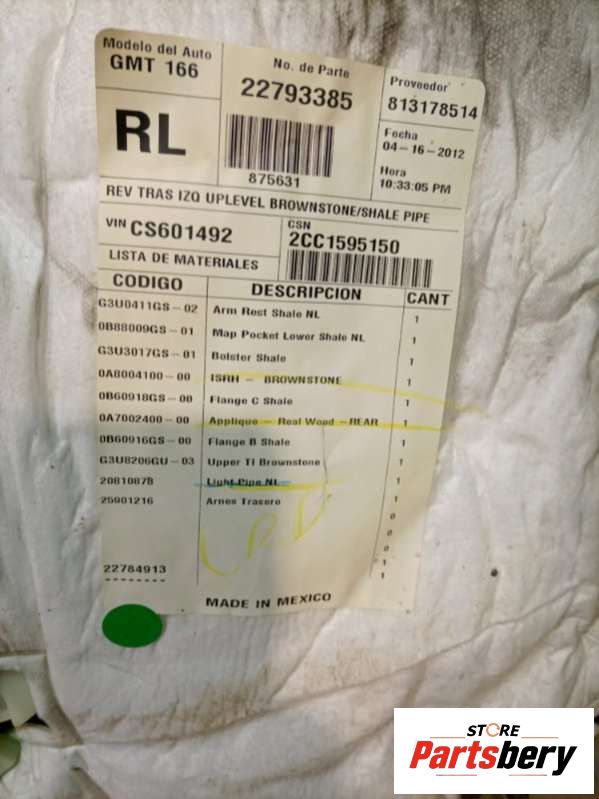 Modelo del Auto
GMT 166
No. de Parte
22793385
Proveedor
813178514
RL
875631
Fecha
04-16-2012
Hora
10:33:05 PM
REV TRAS IZQ UPLEVEL BROWNSTONE/SHALE PIPE
VIN CS601492
CSN
2CC1595150
LISTA DE MATERIALES
CODIGO DESCRIPCION CANT
G3U0411GS-02 Arm Rest Shale NL 1
0B88009GS-01 Map Pocket Lower Shale NL 1
G3U3017GS-01 Bolster Shale 1
0A8004100-00 ISRH - BROWNSTONE 1
0B60918GS-00 Flange C Shale 1
0A7002400-00 Applique - Real Wood -REAR 1
0B60916GS-00 Flange B Shale 1
G3U8206GU-03 Upper TI Brownstone 1
20810878 Light Pipe NL 1
25901216 Arnes Trasero 1
0
0
0
1
22784913 1
MADE IN MEXICO
STORE
Partsbery